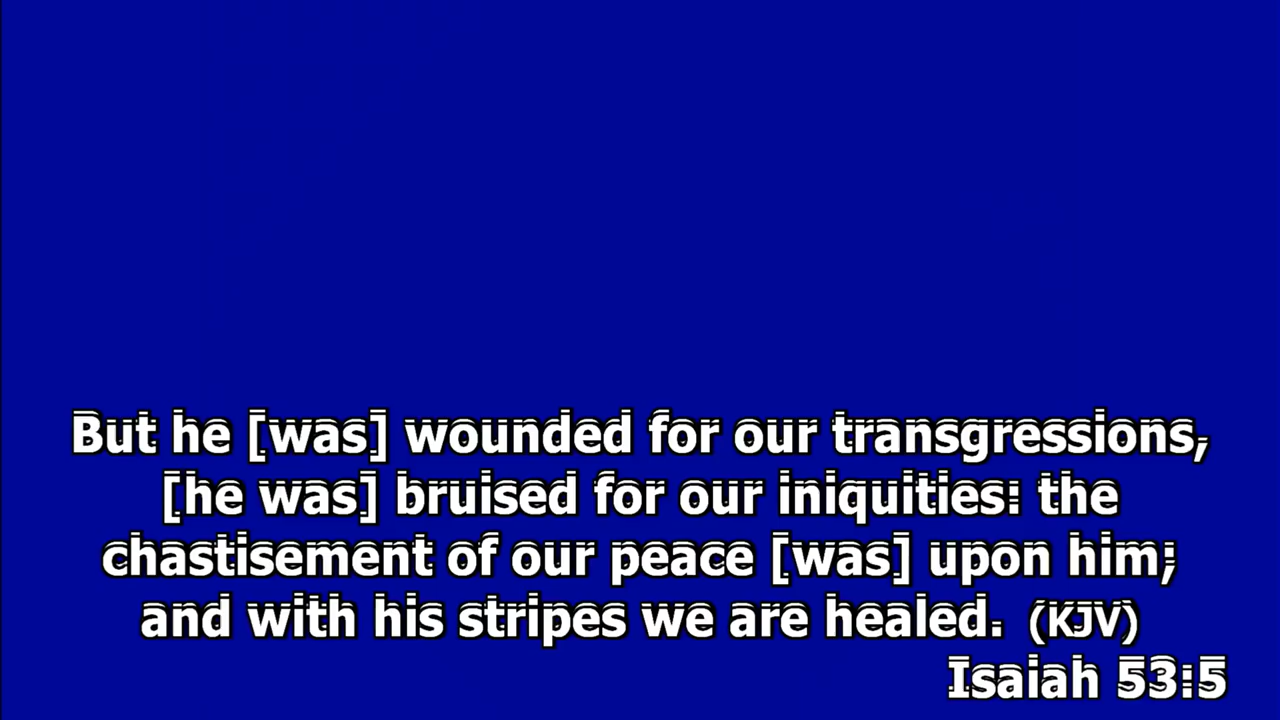 But he [was] wounded for our transgressions,
[he was] bruised for our iniquities: the
chastisement of our peace [was] upon him;
and with his stripes we are healed. (KJV)
Isaiah 53:5